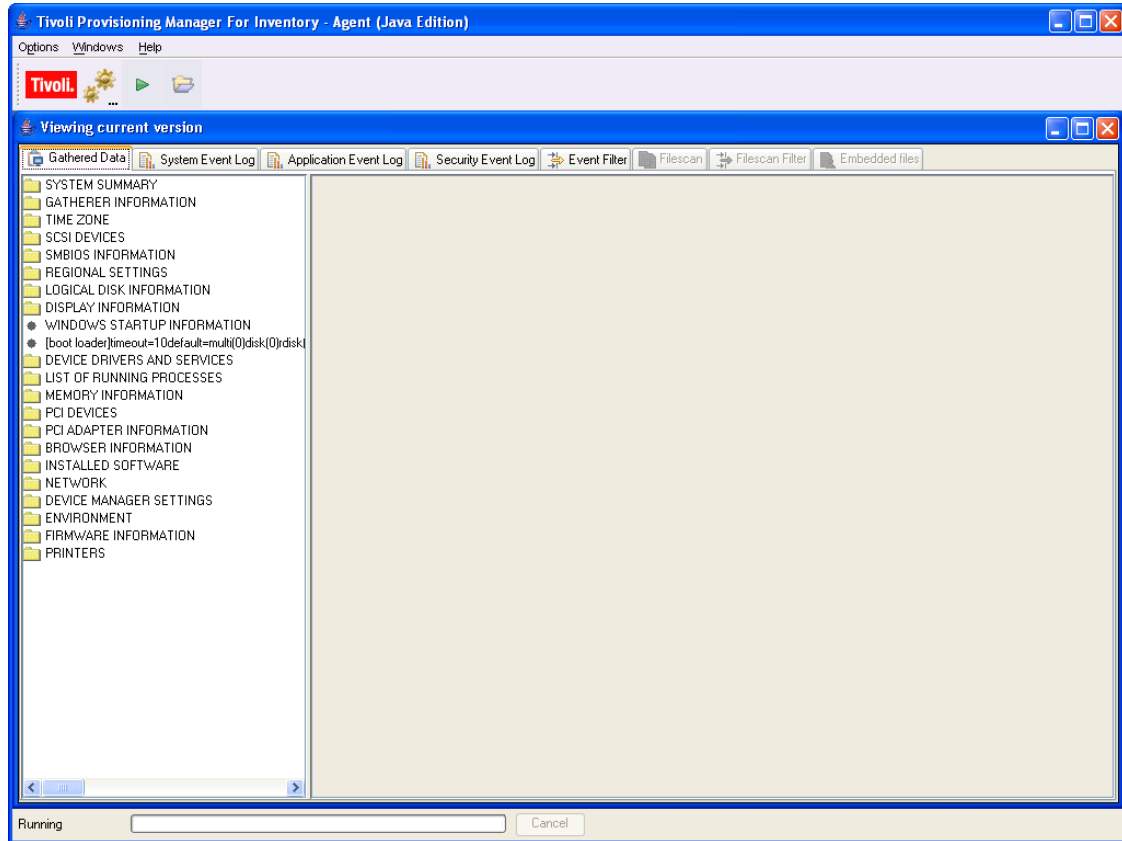 Tivoli Provisioning Manager For Inventory - Agent (Java Edition)
Options Windows Help
Tivoli.
...
Viewing current version
Gathered Data System Event Log Application Event Log Security Event Log Event Filter Filescan Filescan Filter Embedded files
SYSTEM SUMMARY
GATHERER INFORMATION
TIME ZONE
SCSI DEVICES
SMBIOS INFORMATION
REGIONAL SETTINGS
LOGICAL DISK INFORMATION
DISPLAY INFORMATION
WINDOWS STARTUP INFORMATION
[boot loader]timeout=10default=multi(0)disk(0)rdisk(
DEVICE DRIVERS AND SERVICES
LIST OF RUNNING PROCESSES
MEMORY INFORMATION
PCI DEVICES
PCI ADAPTER INFORMATION
BROWSER INFORMATION
INSTALLED SOFTWARE
NETWORK
DEVICE MANAGER SETTINGS
ENVIRONMENT
FIRMWARE INFORMATION
PRINTERS
Running Cancel